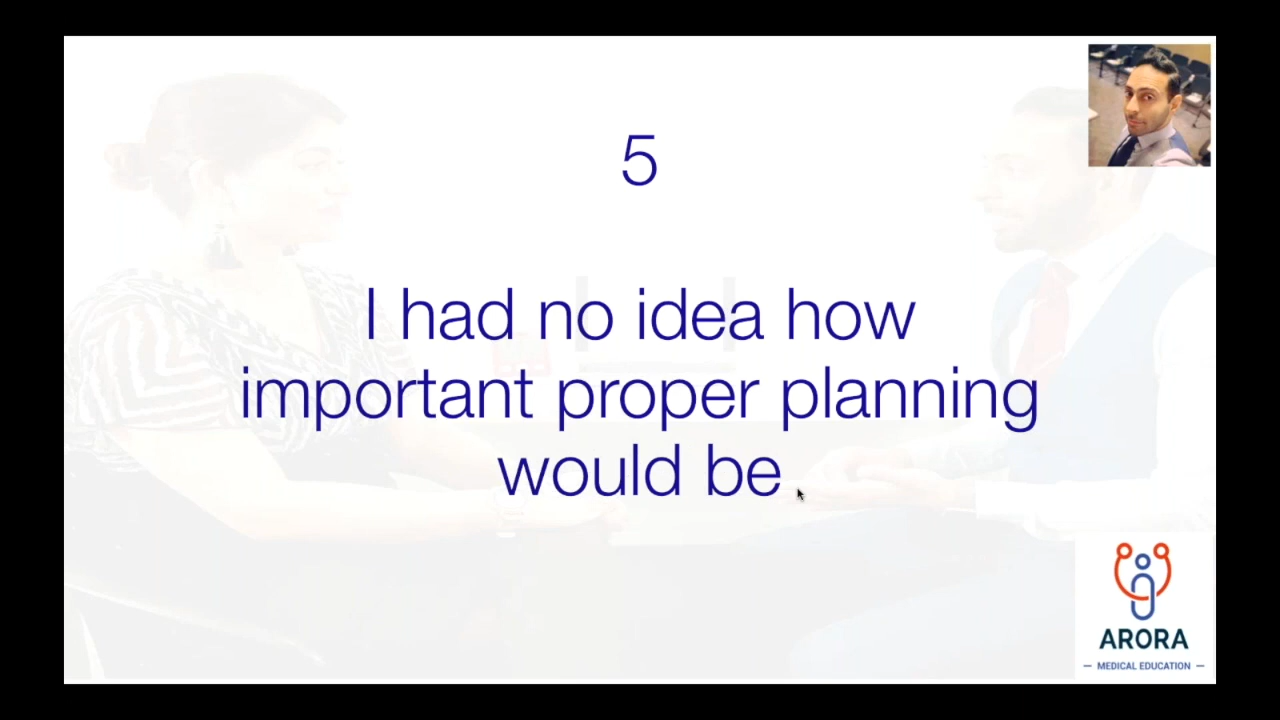 5
I had no idea how
important proper planning
would be
ARORA
MEDICAL EDUCATION